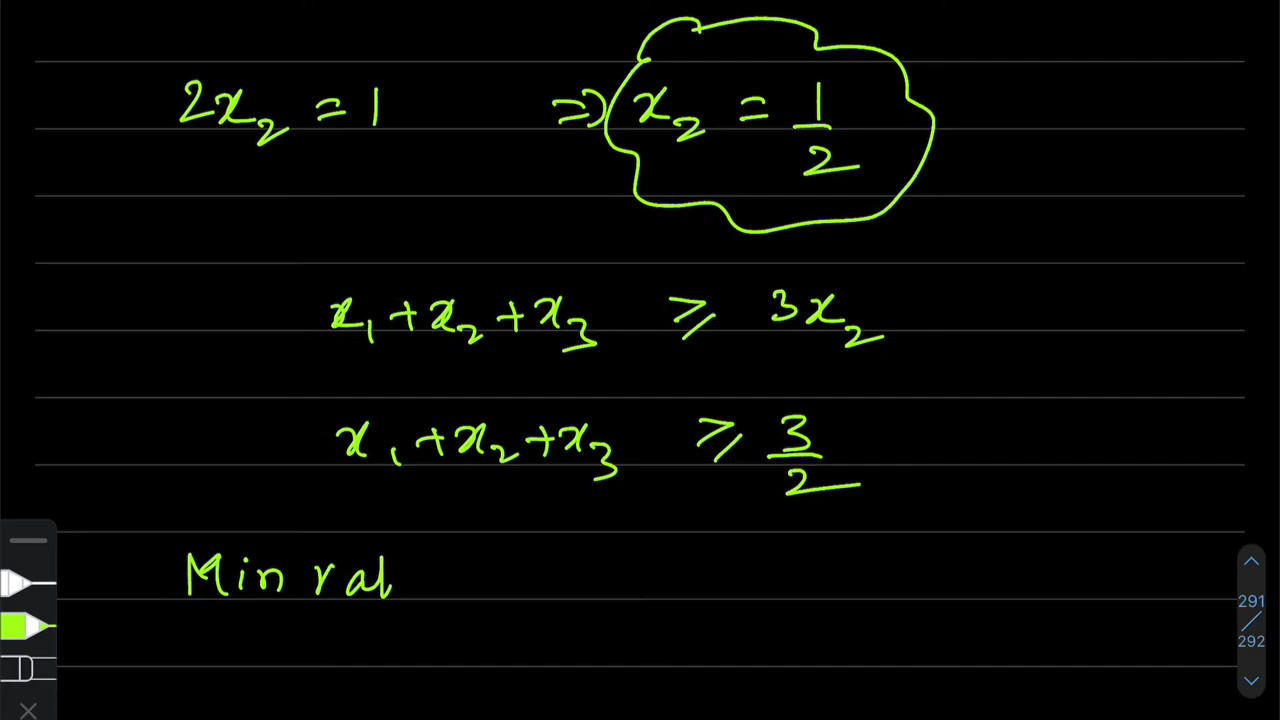 2x₂ = 1 ⇒ x₂ = 1/2
x₁ + x₂ + x₃ ≥ 3x₂
x₁ + x₂ + x₃ ≥ 3/2
Min val
291
292